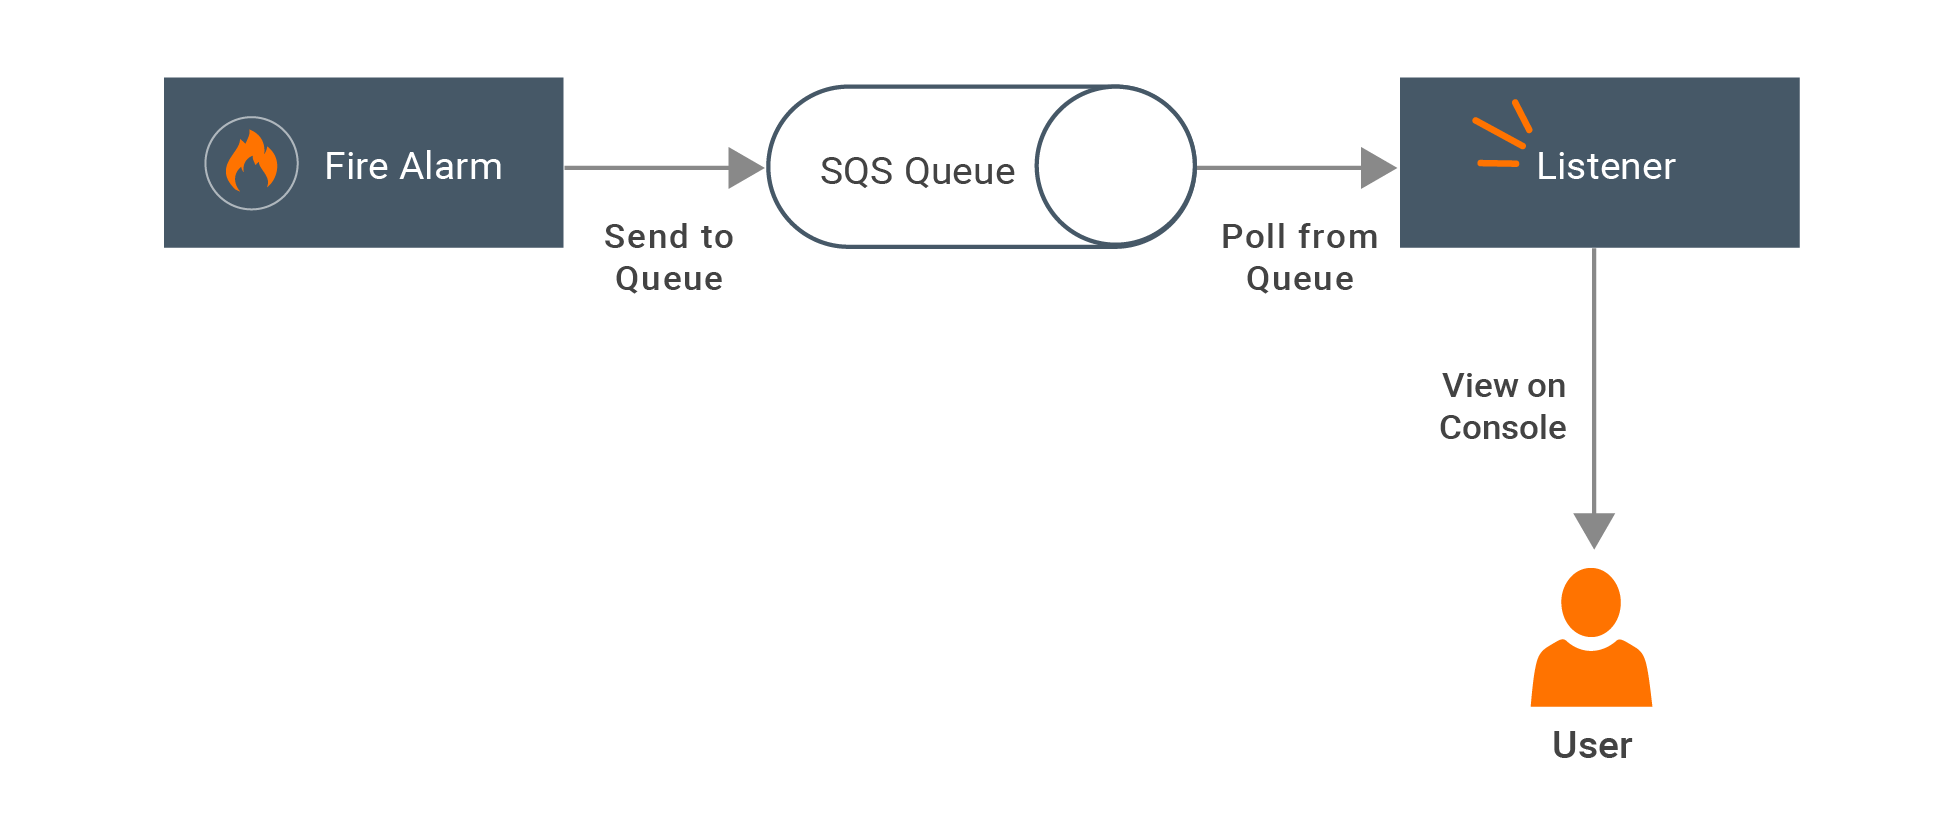 Fire Alarm
Send to
Queue
SQS Queue
Poll from
Queue
Listener
View on
Console
User